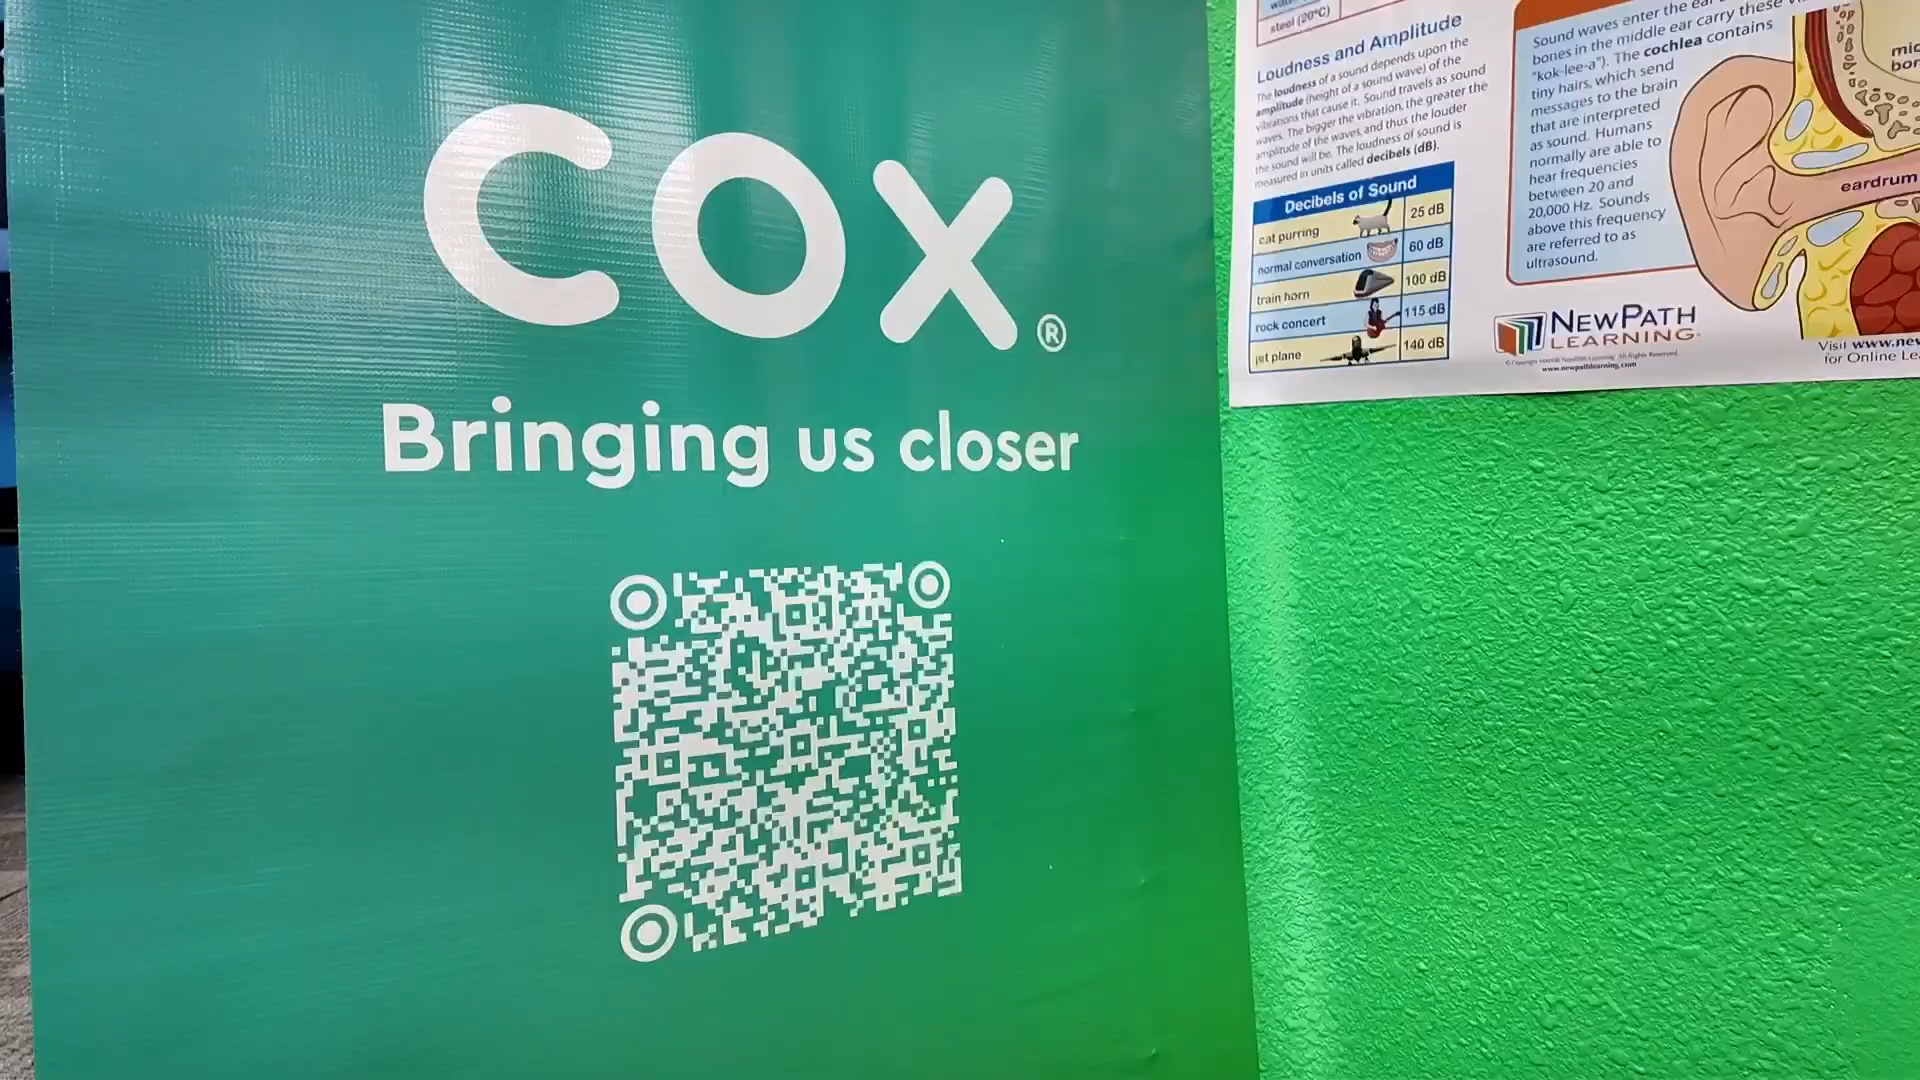 COX®
Bringing us closer
steel (20°C)
Loudness and Amplitude
The loudness of a sound depends upon the
amplitude (height of a sound wave) of the
vibrations that cause it. Sound travels as sound
waves. The bigger the vibration, the greater the
amplitude of the waves, and thus the louder
the sound will be. The loudness of sound is
measured in units called decibels (dB).
Decibels of Sound
cat purring 25 dB
normal conversation 60 dB
train horn 100 dB
rock concert 115 dB
jet plane 140 dB
Sound waves enter the ear
bones in the middle ear carry these
"kok-lee-a"). The cochlea contains
tiny hairs, which send
messages to the brain
that are interpreted
as sound. Humans
normally are able to
hear frequencies
between 20 and
20,000 Hz. Sounds
above this frequency
are referred to as
ultrasound.
eardrum
NEWPATH
LEARNING
www.newpathlearning.com
Visit
for Online